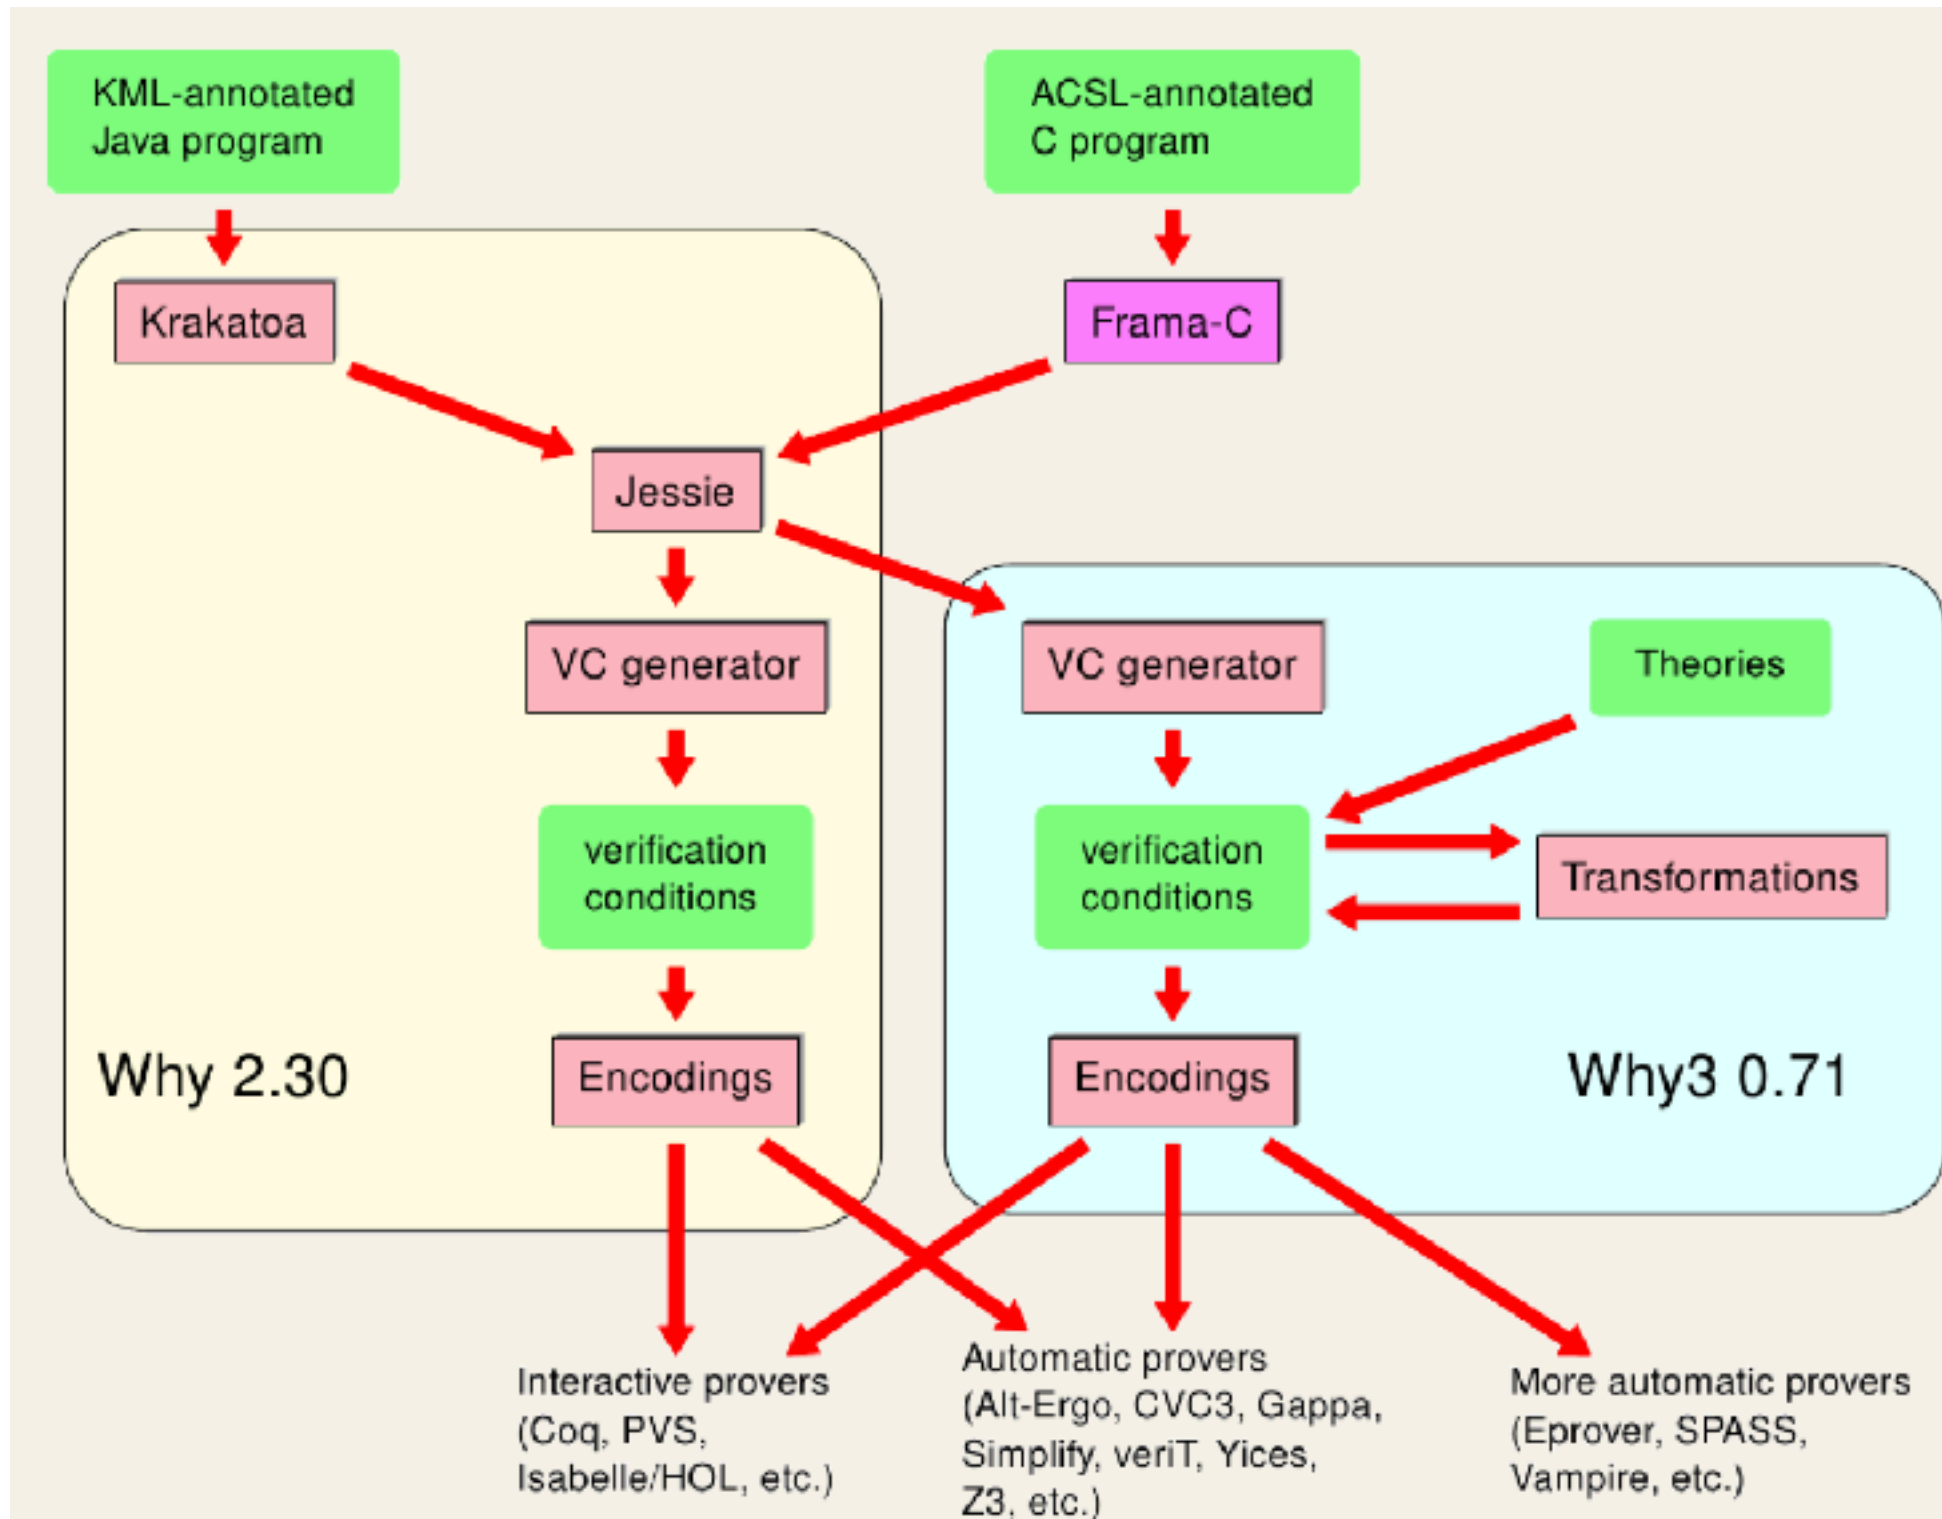 KML-annotated
Java program
ACSL-annotated
C program
Krakatoa
Frama-C
Jessie
VC generator
VC generator
Theories
verification
conditions
verification
conditions
Transformations
Why 2.30
Encodings
Encodings
Why3 0.71
Interactive provers
(Coq, PVS,
Isabelle/HOL, etc.)
Automatic provers
(Alt-Ergo, CVC3, Gappa,
Simplify, veriT, Yices,
Z3, etc.)
More automatic provers
(Eprover, SPASS,
Vampire, etc.)